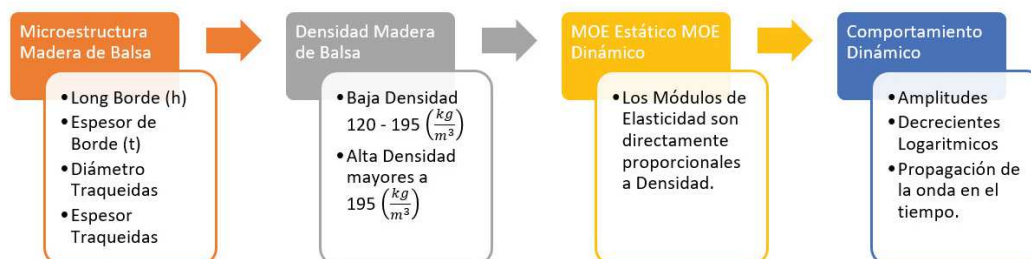 Microestructura
Madera de Balsa
• Long Borde (h)
• Espesor de
Borde (t)
• Diámetro
Traqueidas
• Espesor
Traqueidas
Densidad Madera
de Balsa
• Baja Densidad
120 - 195 (kg/m³)
• Alta Densidad
mayores a
195 (kg/m³)
MOE Estático MOE
Dinámico
• Los Módulos de
Elasticidad son
directamente
proporcionales
a Densidad.
Comportamiento
Dinámico
• Amplitudes
• Decrecientes
Logaritmicos
• Propagación de
la onda en el
tiempo.